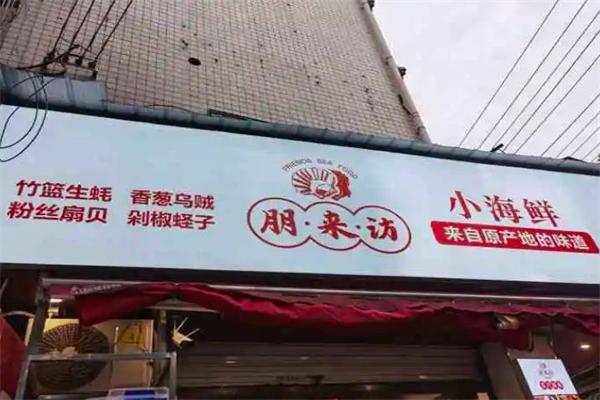 竹篮生蚝 香葱乌贼
粉丝扇贝 剁椒蛏子
朋·来·访
小海鲜
来自原产地的味道